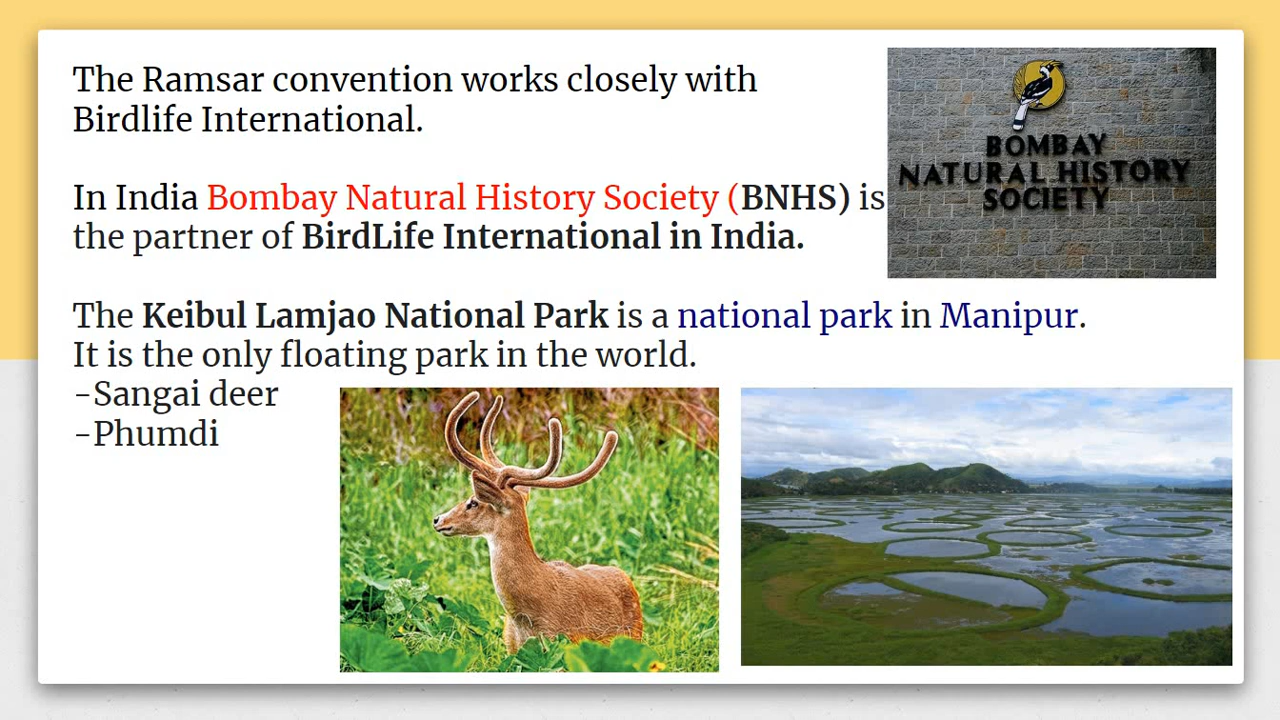 The Ramsar convention works closely with
Birdlife International.
In India Bombay Natural History Society (BNHS) is
the partner of BirdLife International in India.
BOMBAY
NATURAL HISTORY
SOCIETY
The Keibul Lamjao National Park is a national park in Manipur.
It is the only floating park in the world.
-Sangai deer
-Phumdi